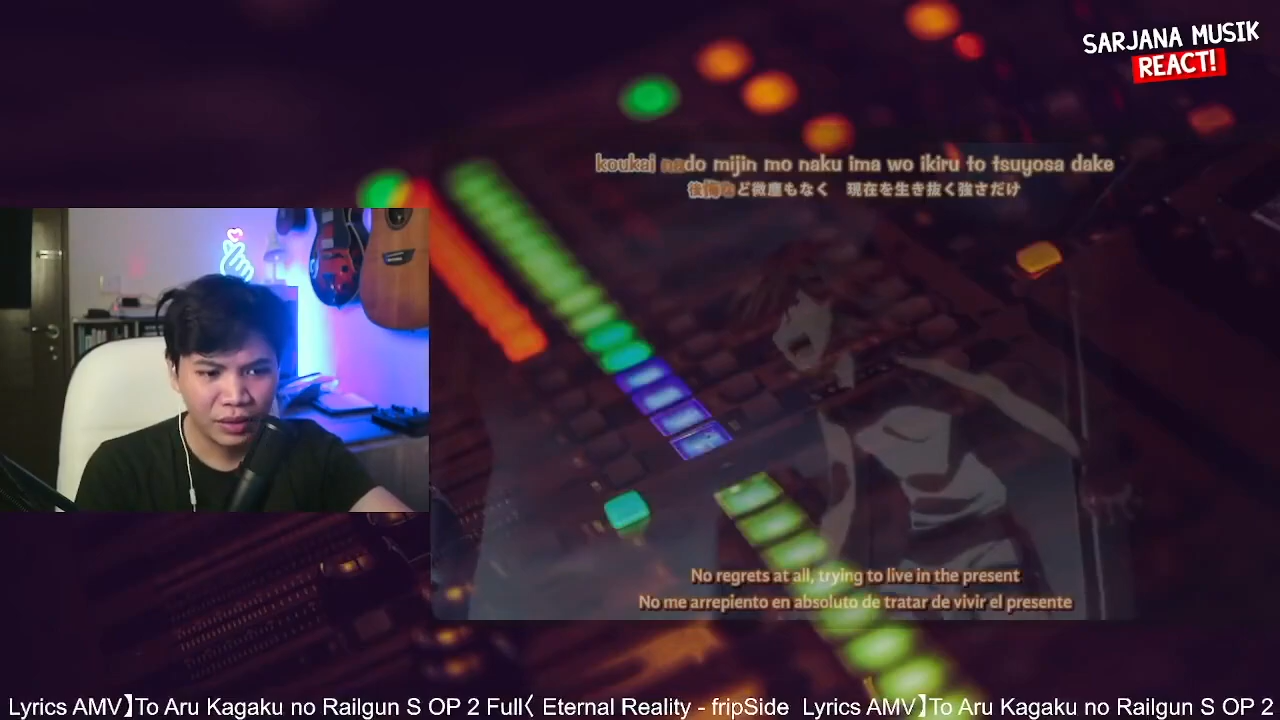 SARJANA MUSIK
REACT!
koukai nado mijin mo naku ima wo ikiru to tsuyosa dake
後悔など微塵もなく 現在を生き抜く強さだけ
No regrets at all, trying to live in the present
No me arrepiento en absoluto de tratar de vivir el presente
Lyrics AMV】To Aru Kagaku no Railgun S OP 2 Full〈 Eternal Reality - fripSide Lyrics AMV】To Aru Kagaku no Railgun S OP 2